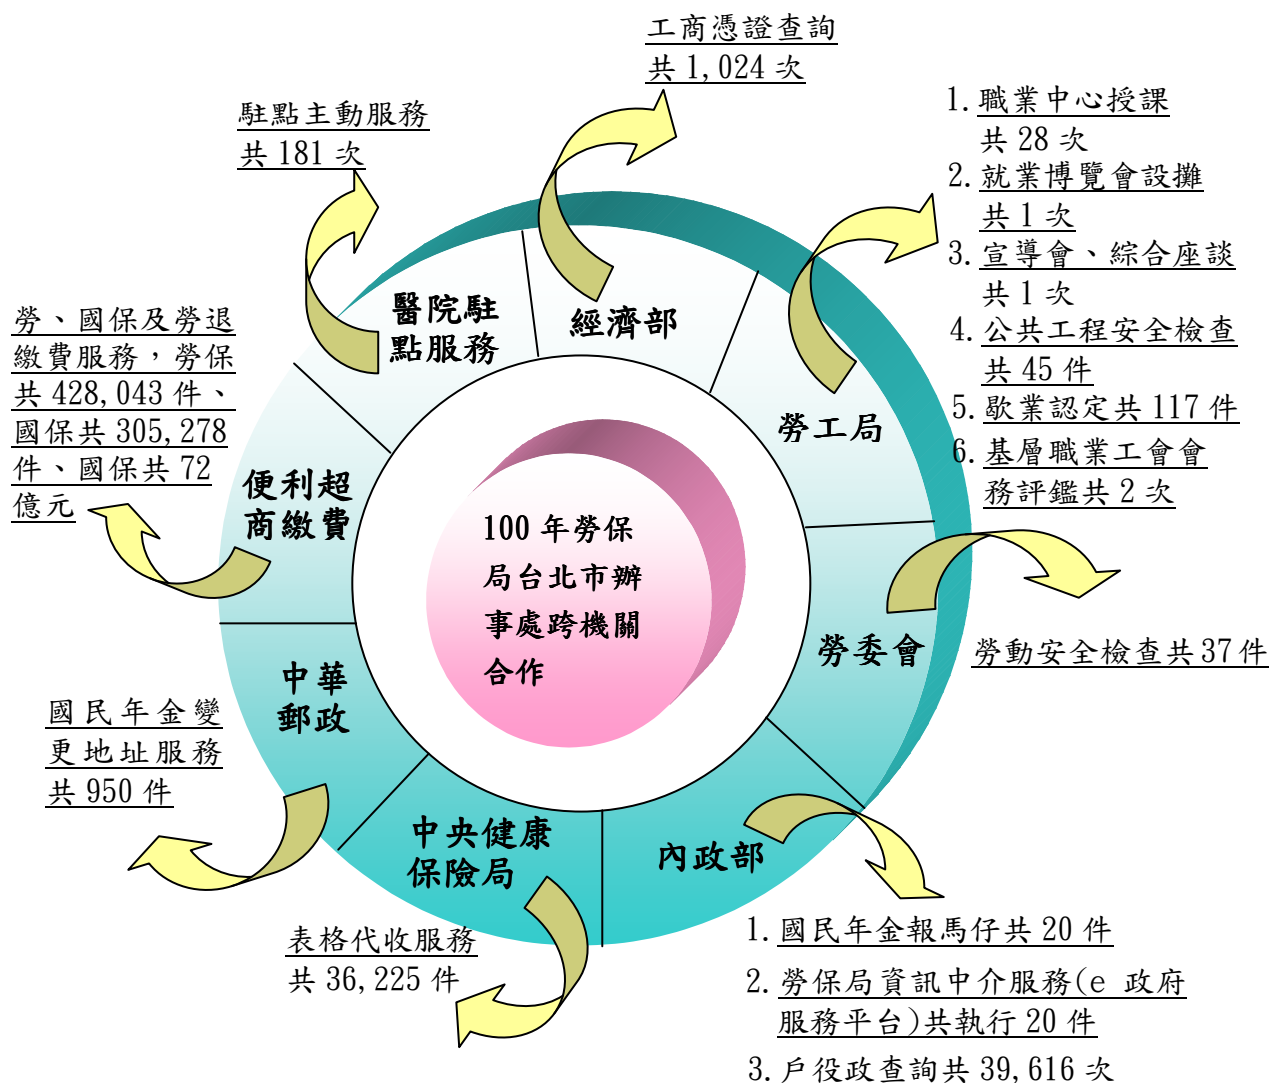 工商憑證查詢
共 1,024 次
駐點主動服務
共 181 次
1. 職業中心授課
共 28 次
2. 就業博覽會設攤
共 1 次
3. 宣導會、綜合座談
共 1 次
4. 公共工程安全檢查
共 45 件
5. 歇業認定共 117 件
6. 基層職業工會會
務評鑑共 2 次
醫院駐
點服務
經濟部
勞工局
勞、國保及勞退
繳費服務，勞保
共 428,043 件、
國保共 305,278
件、國保共 72
億元
便利超
商繳費
100 年勞保
局台北市辦
事處跨機關
合作
勞委會
勞動安全檢查共 37 件
中華
郵政
國民年金變
更地址服務
共 950 件
中央健康
保險局
內政部
表格代收服務
共 36,225 件
1. 國民年金報馬仔共 20 件
2. 勞保局資訊中介服務(e 政府
服務平台)共執行 20 件
3. 戶役政查詢共 39,616 次